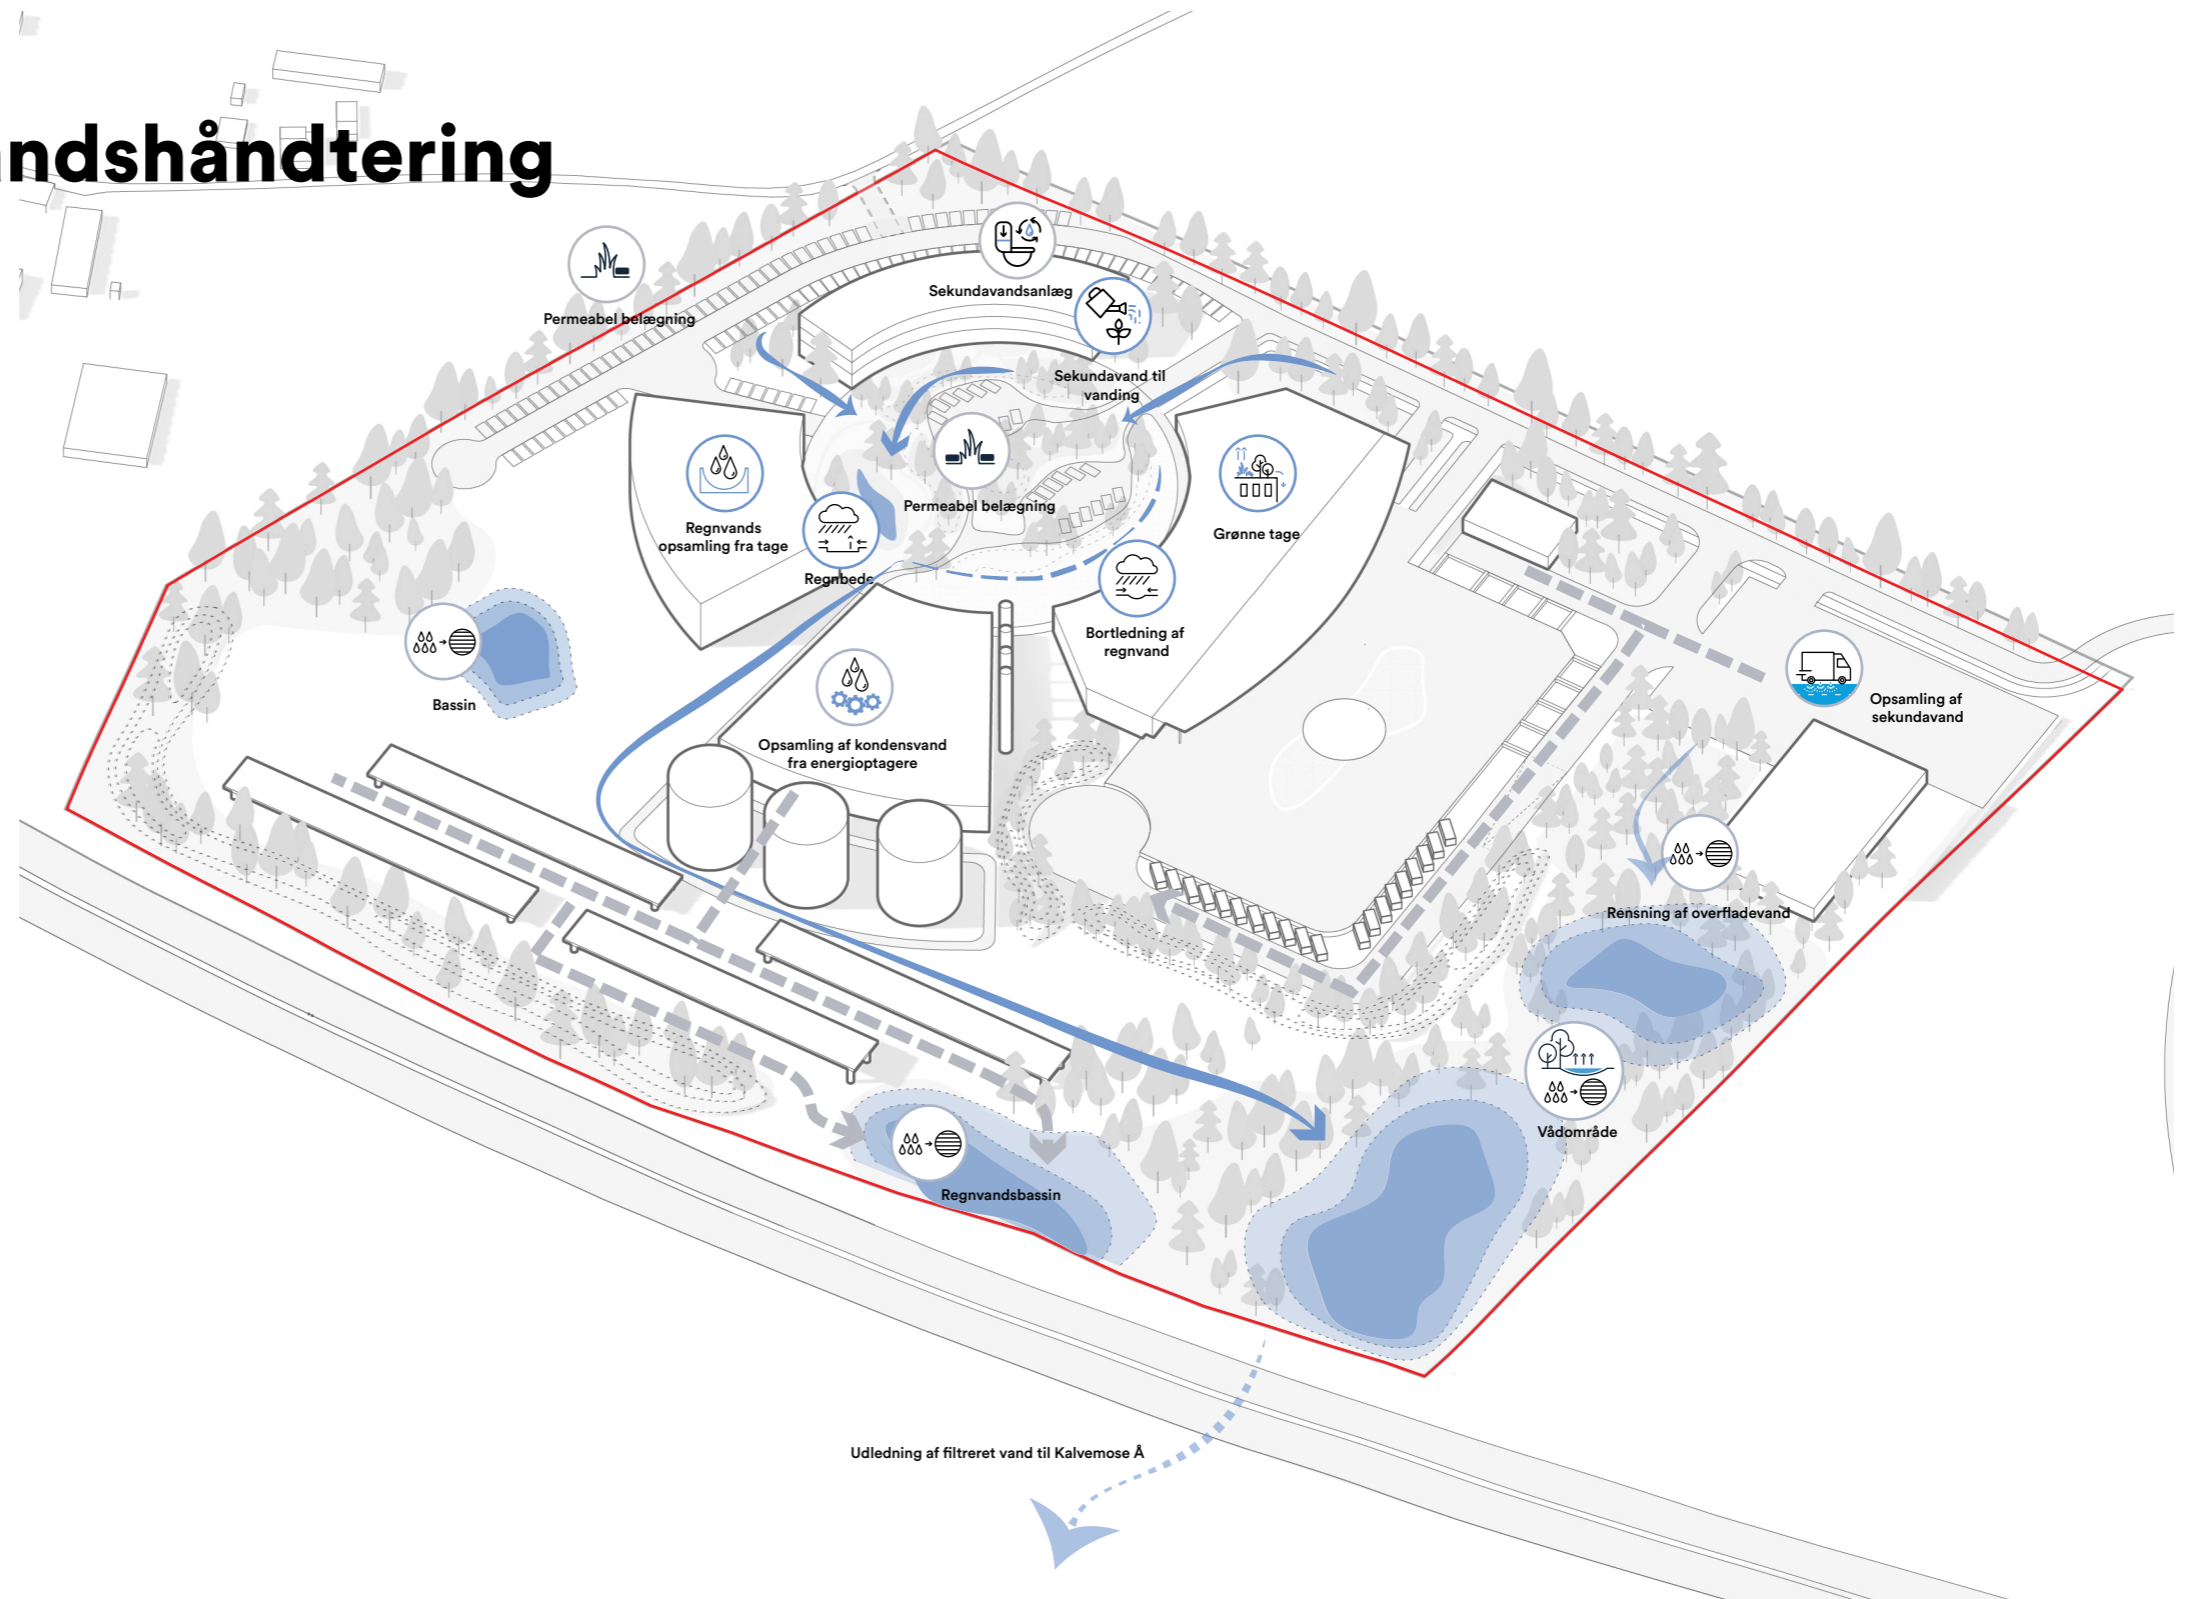 ndshåndtering
Sekundavandsanlæg
Permeabel belægning
Sekundavand til
vanding
Permeabel belægning
Regnvands
opsamling fra tage
Grønne tage
Regnbede
Bortledning af
regnvand
Bassin
Opsamling af
sekundavand
Opsamling af kondensvand
fra energioptagere
Rensning af overfladevand
Vådområde
Regnvandsbassin
Udledning af filtreret vand til Kalvemose Å